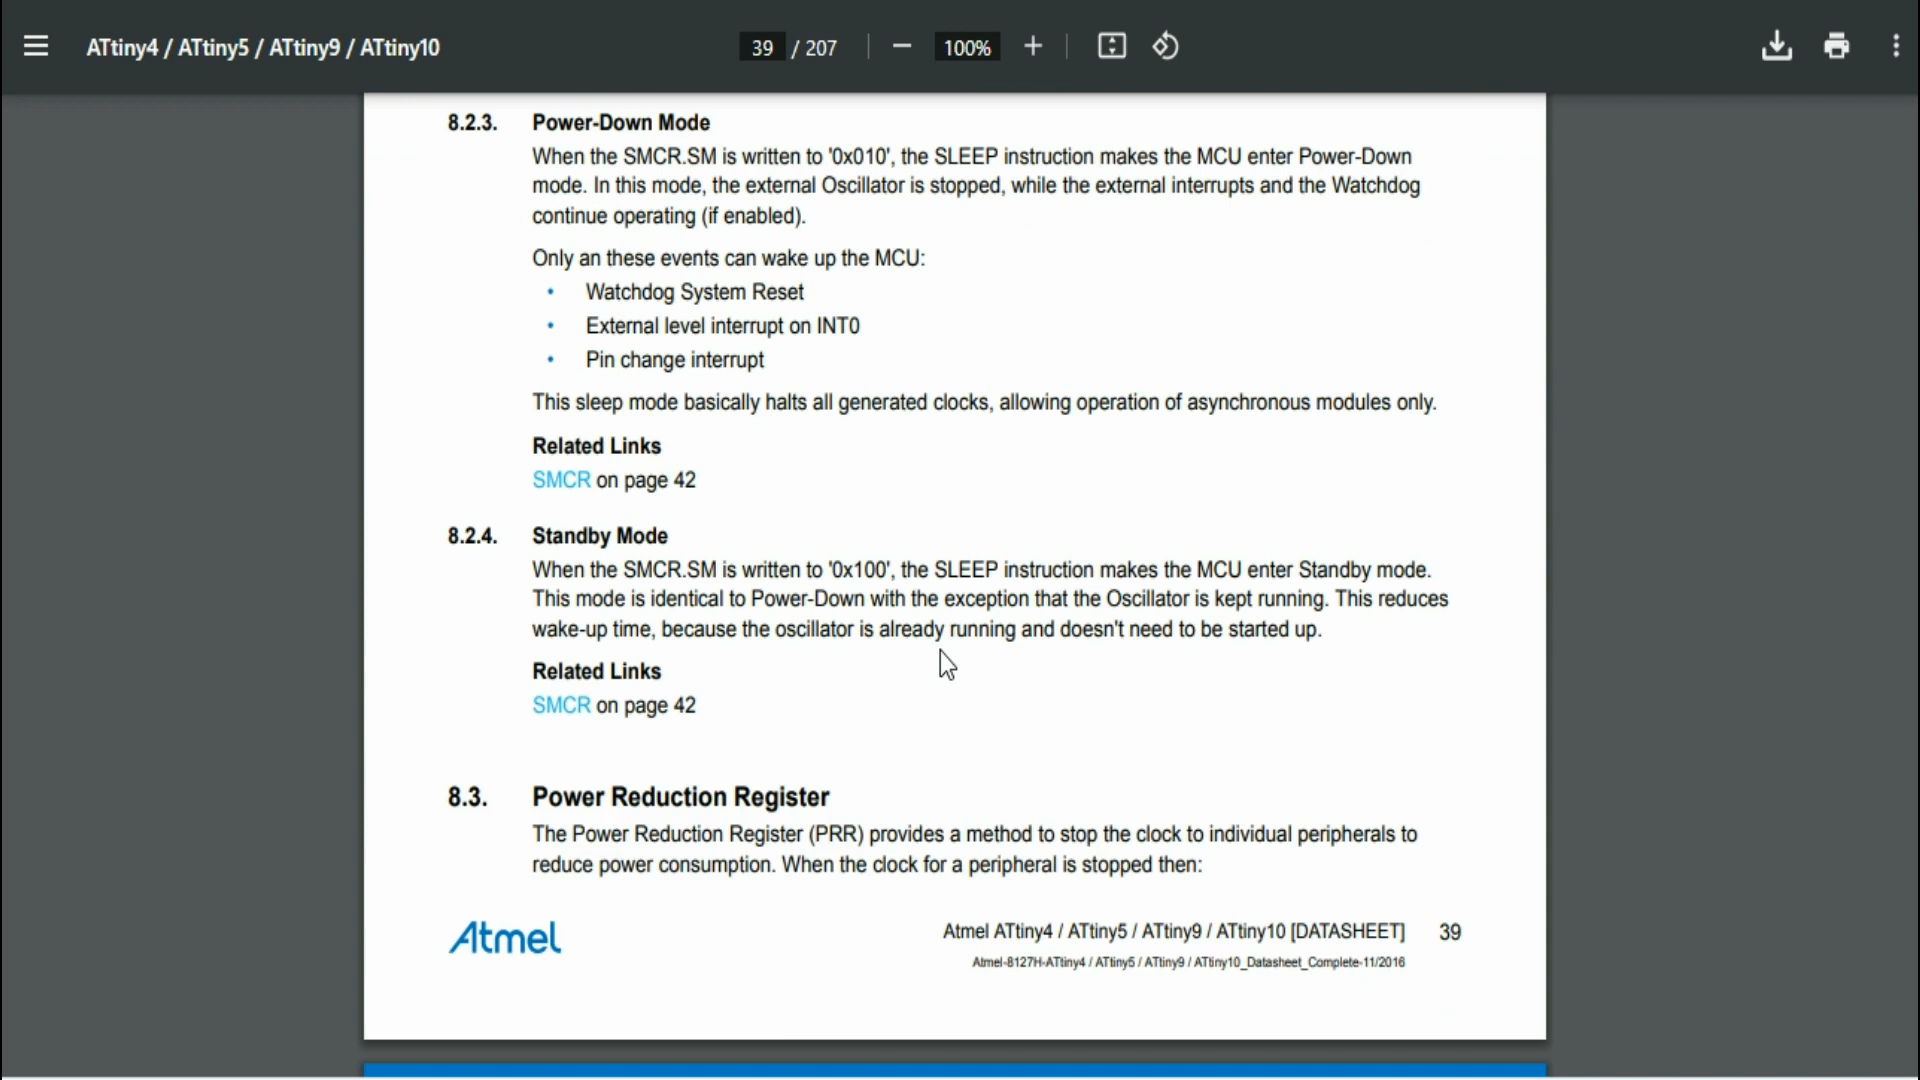 ATtiny4 / ATtiny5 / ATtiny9 / ATtiny10
39 / 207
100%
8.2.3. Power-Down Mode
When the SMCR.SM is written to '0x010', the SLEEP instruction makes the MCU enter Power-Down
mode. In this mode, the external Oscillator is stopped, while the external interrupts and the Watchdog
continue operating (if enabled).
Only an these events can wake up the MCU:
• Watchdog System Reset
• External level interrupt on INT0
• Pin change interrupt
This sleep mode basically halts all generated clocks, allowing operation of asynchronous modules only.
Related Links
SMCR on page 42
8.2.4. Standby Mode
When the SMCR.SM is written to '0x100', the SLEEP instruction makes the MCU enter Standby mode.
This mode is identical to Power-Down with the exception that the Oscillator is kept running. This reduces
wake-up time, because the oscillator is already running and doesn't need to be started up.
Related Links
SMCR on page 42
8.3. Power Reduction Register
The Power Reduction Register (PRR) provides a method to stop the clock to individual peripherals to
reduce power consumption. When the clock for a peripheral is stopped then:
Atmel
Atmel ATtiny4 / ATtiny5 / ATtiny9 / ATtiny10 [DATASHEET] 39
Atmel-8127H-ATtiny4 / ATtiny5 / ATtiny9 / ATtiny10_Datasheet_Complete-11/2016